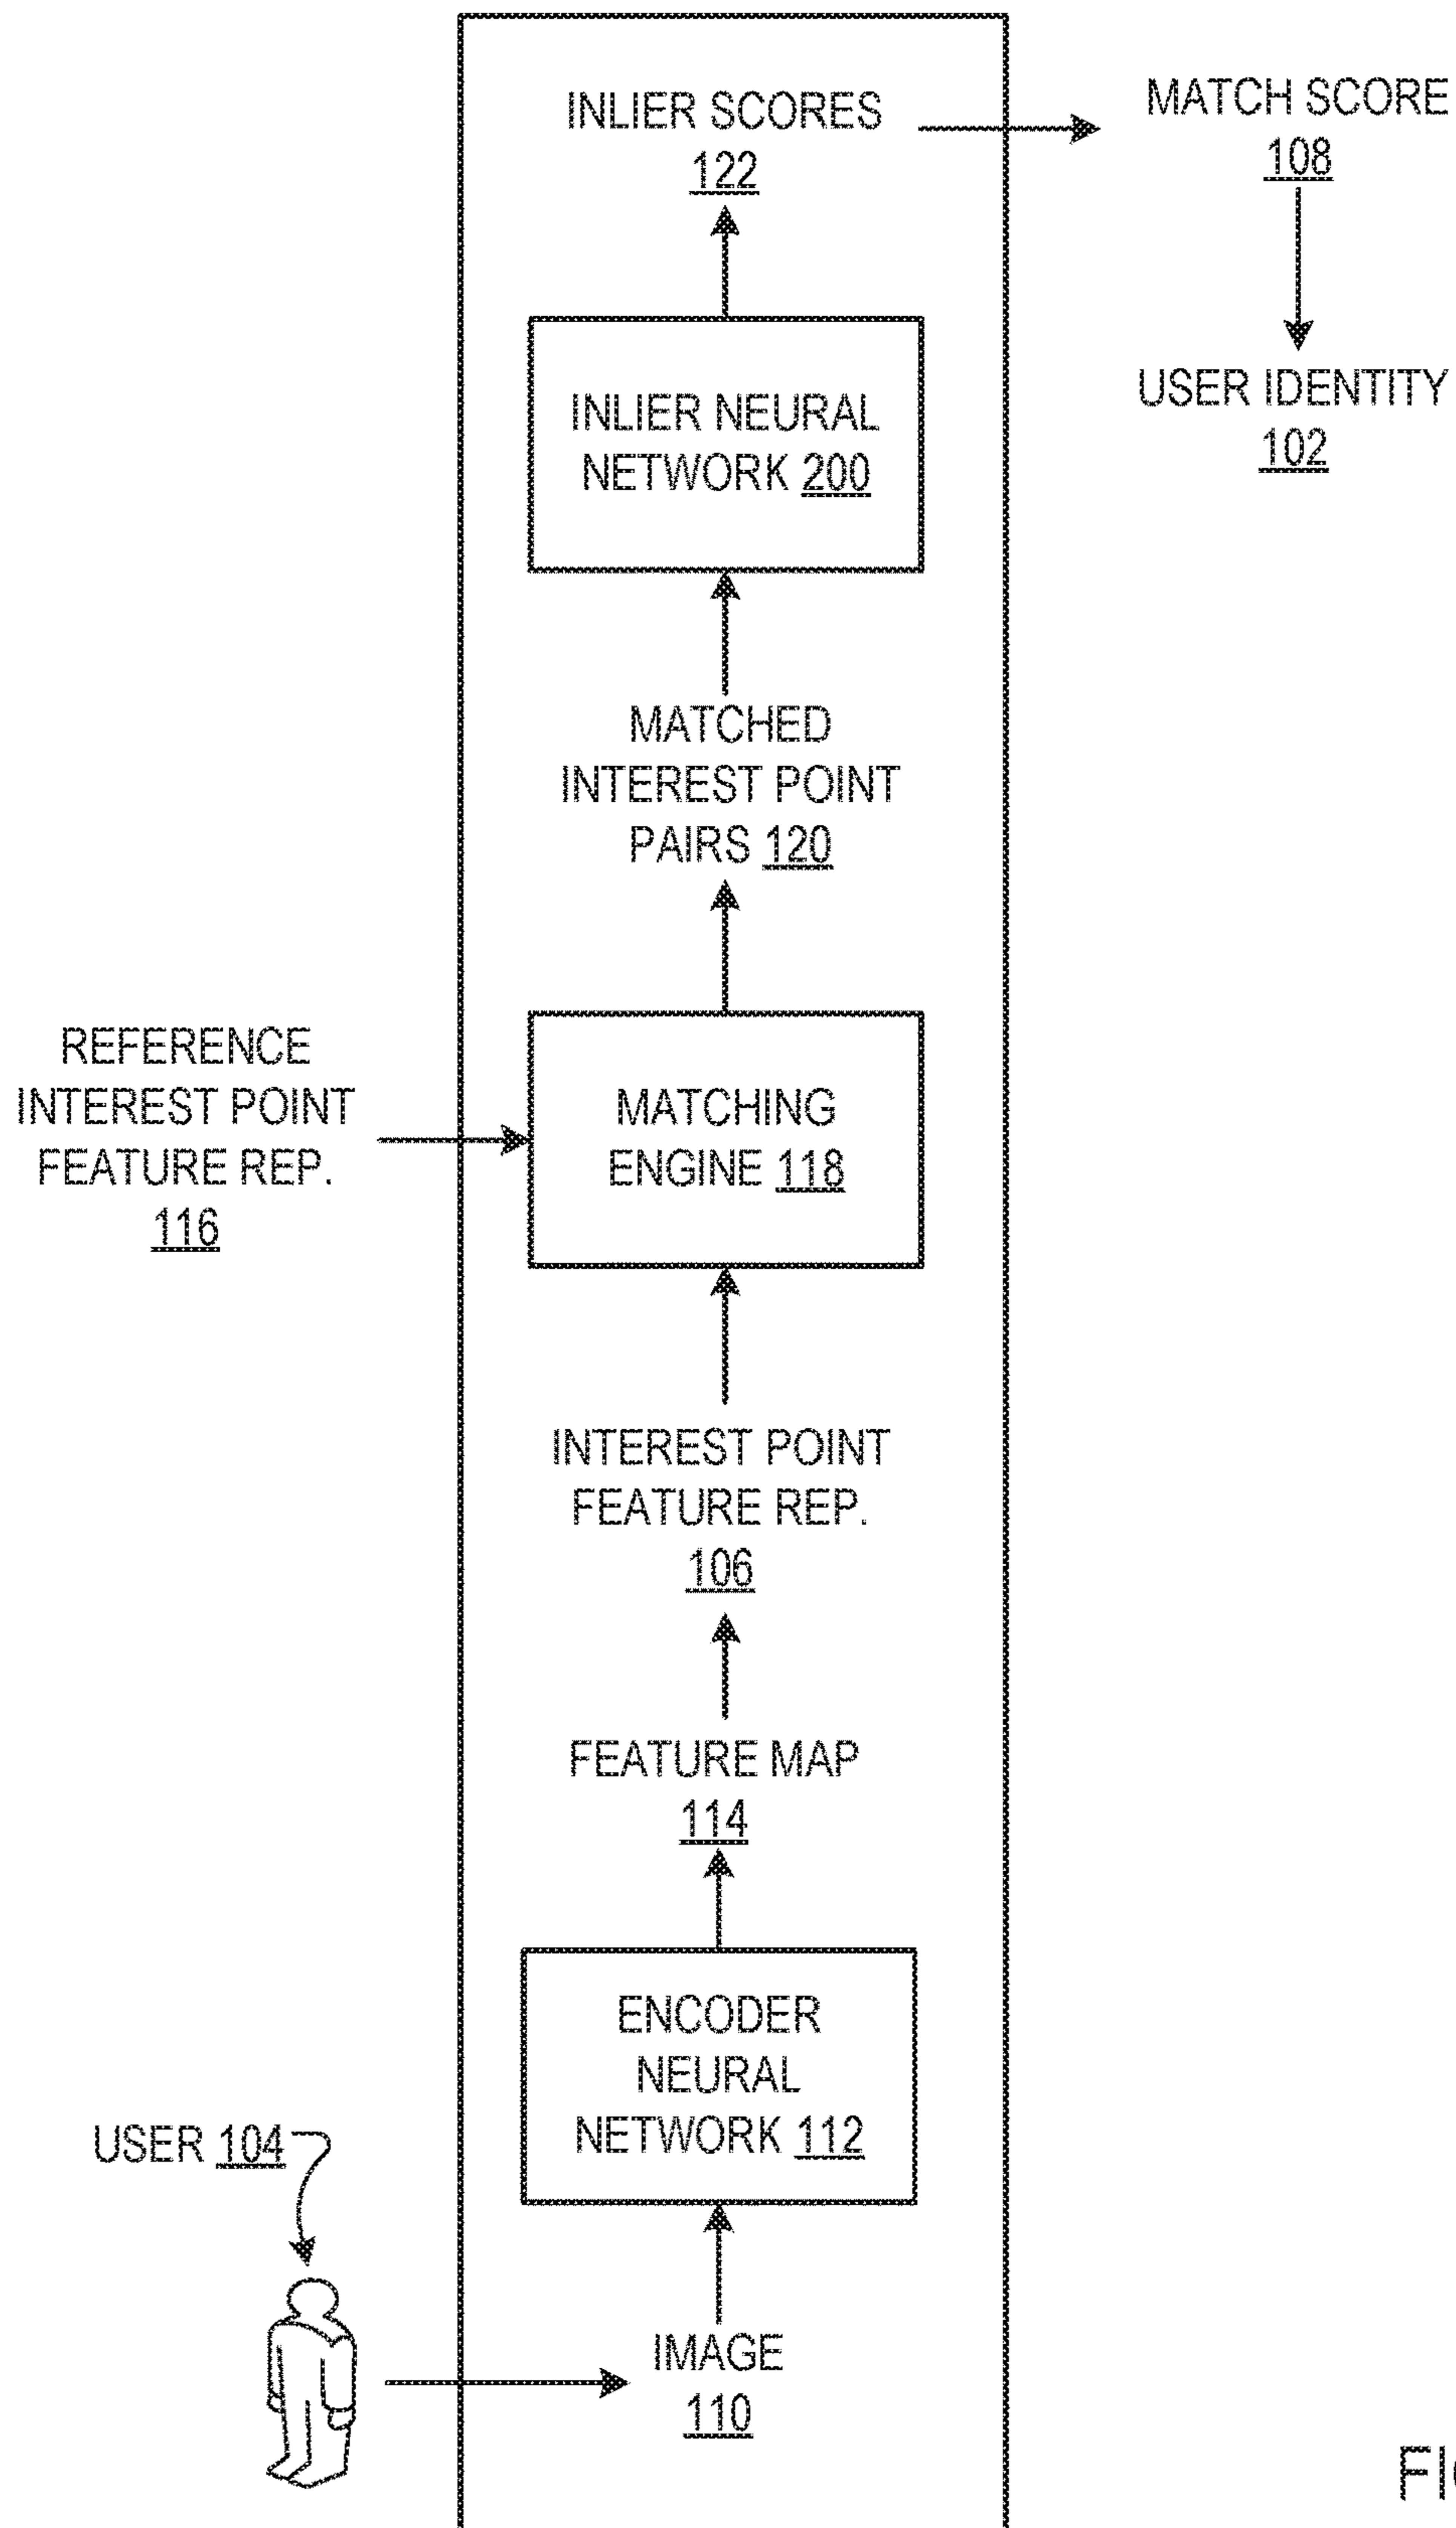 INLIER SCORES
122
MATCH SCORE
108
USER IDENTITY
102
INLIER NEURAL
NETWORK 200
MATCHED
INTEREST POINT
PAIRS 120
REFERENCE
INTEREST POINT
FEATURE REP.
116
MATCHING
ENGINE 118
INTEREST POINT
FEATURE REP.
106
FEATURE MAP
114
ENCODER
NEURAL
NETWORK 112
USER 104
IMAGE
110